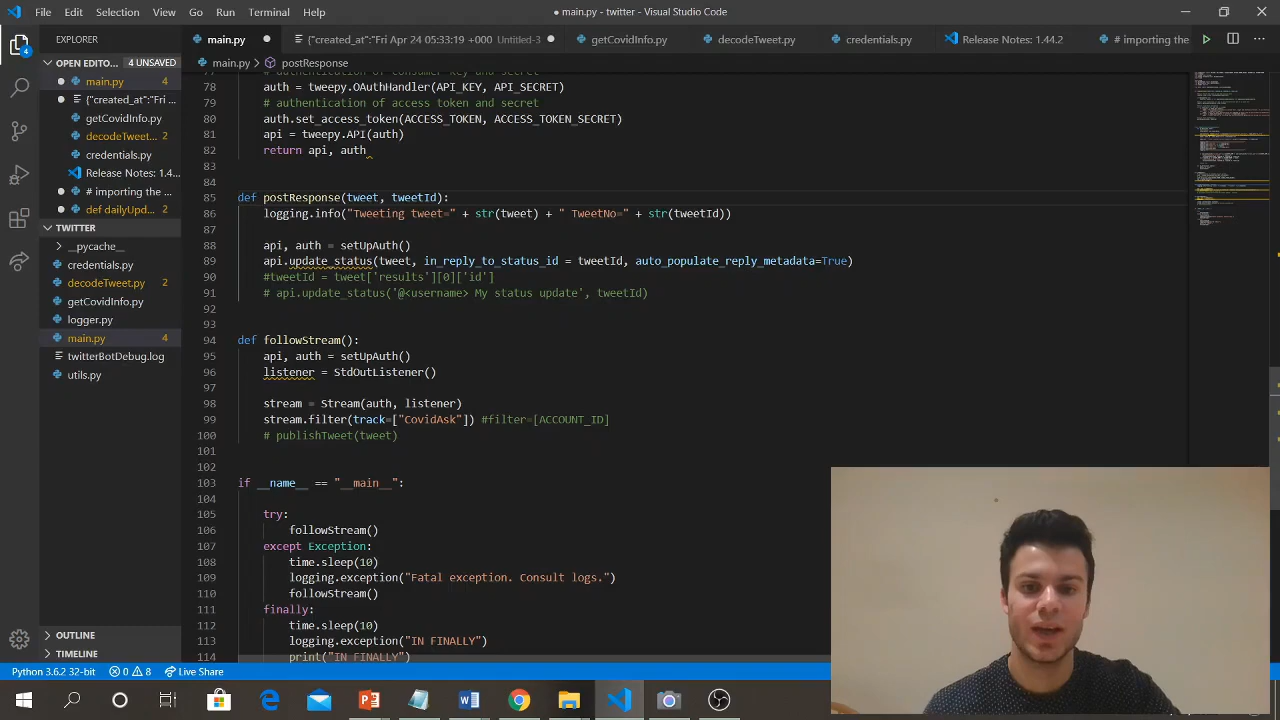 File Edit Selection View Go Run Terminal Help
● main.py - twitter - Visual Studio Code
EXPLORER
main.py
{"created_at":"Fri Apr 24 05:33:19 +000 Untitled-3
getCovidInfo.py
decodeTweet.py
credentials.py
Release Notes: 1.44.2
# importing the
OPEN EDITO... 4 UNSAVED
main.py 4
{"created_at":"Fri ...
getCovidInfo.py
decodeTweet... 2
credentials.py
Release Notes: 1.4...
# importing ... 2
def dailyUpd... 2
TWITTER
__pycache__
credentials.py
decodeTweet.py 2
getCovidInfo.py
logger.py
main.py 4
twitterBotDebug.log
utils.py
OUTLINE
TIMELINE
main.py > postResponse
77 # authentication of consumer key and secret
78 auth = tweepy.OAuthHandler(API_KEY, API_SECRET)
79 # authentication of access token and secret
80 auth.set_access_token(ACCESS_TOKEN, ACCESS_TOKEN_SECRET)
81 api = tweepy.API(auth)
82 return api, auth
83
84
85 def postResponse(tweet, tweetId):
86 logging.info("Tweeting tweet=" + str(tweet) + " TweetNo=" + str(tweetId))
87
88 api, auth = setUpAuth()
89 api.update_status(tweet, in_reply_to_status_id = tweetId, auto_populate_reply_metadata=True)
90 #tweetId = tweet['results'][0]['id']
91 # api.update_status('@<username> My status update', tweetId)
92
93
94 def followStream():
95 api, auth = setUpAuth()
96 listener = StdOutListener()
97
98 stream = Stream(auth, listener)
99 stream.filter(track=["CovidAsk"]) #filter=[ACCOUNT_ID]
100 # publishTweet(tweet)
101
102
103 if __name__ == "__main__":
104
105 try:
106 followStream()
107 except Exception:
108 time.sleep(10)
109 logging.exception("Fatal exception. Consult logs.")
110 followStream()
111 finally:
112 time.sleep(10)
113 logging.exception("IN FINALLY")
114 print("IN FINALLY")
4
Python 3.6.2 32-bit 0 8 Live Share